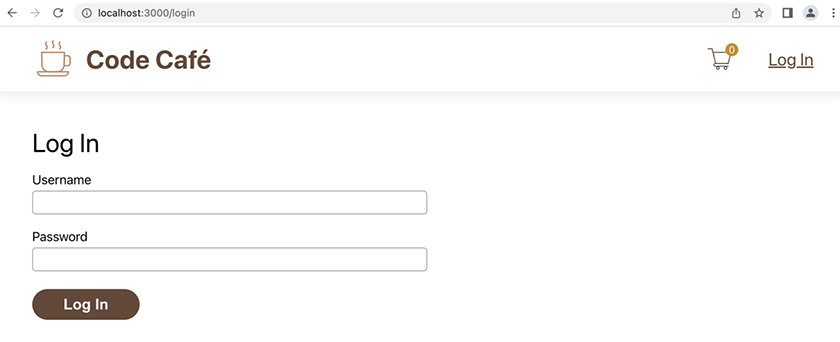 localhost:3000/login
Code Café
0
Log In
Log In
Username
Password
Log In